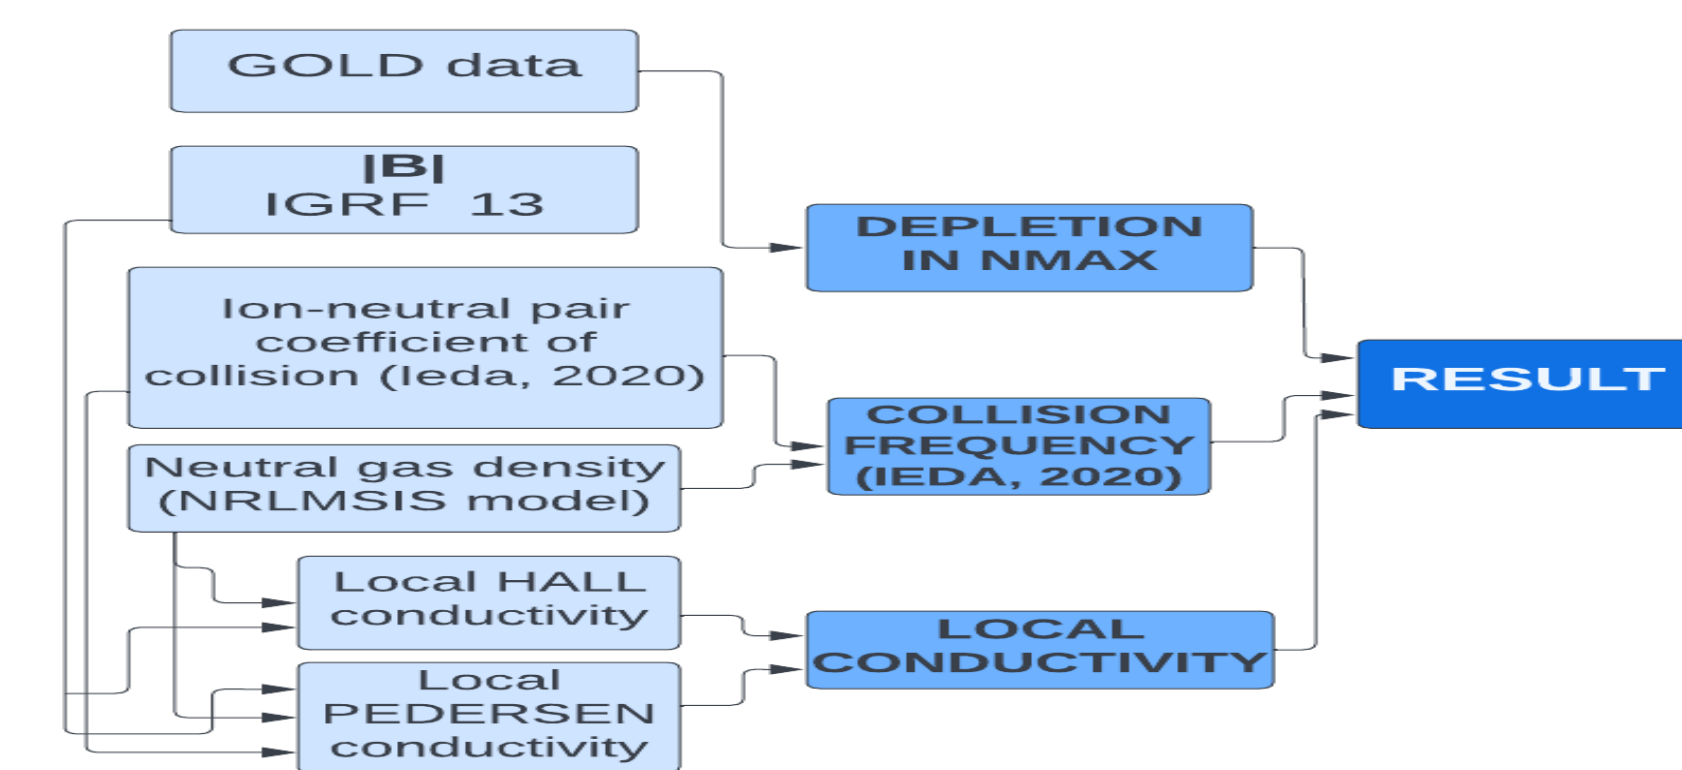 GOLD data
|B|
IGRF 13
Ion-neutral pair
coefficient of
collision (Ieda, 2020)
Neutral gas density
(NRLMSIS model)
Local HALL
conductivity
Local
PEDERSEN
conductivity
DEPLETION
IN NMAX
COLLISION
FREQUENCY
(IEDA, 2020)
LOCAL
CONDUCTIVITY
RESULT